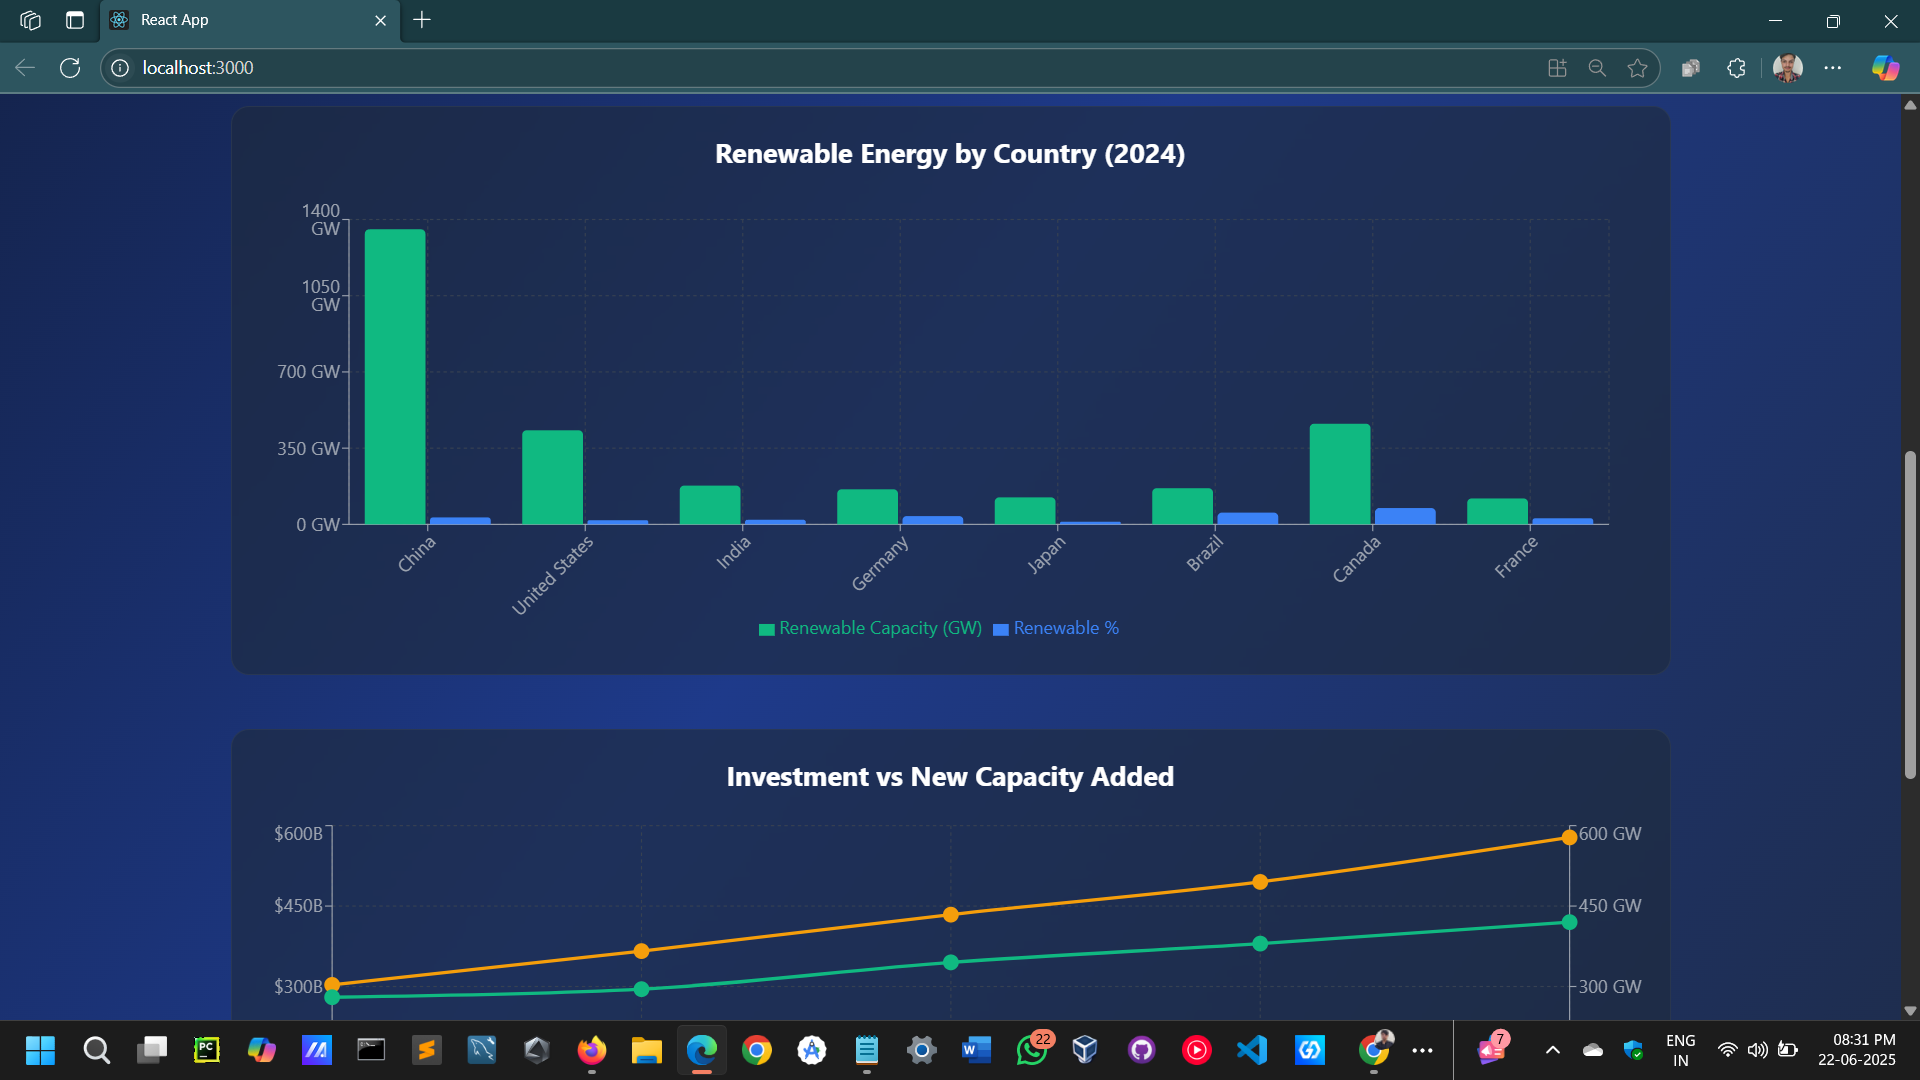 React App
localhost:3000
Renewable Energy by Country (2024)
1400
GW
1050
GW
700 GW
350 GW
0 GW
China
United States
India
Germany
Japan
Brazil
Canada
France
Renewable Capacity (GW)
Renewable %
Investment vs New Capacity Added
$600B
600 GW
$450B
450 GW
$300B
300 GW
PC
W
22
7
ENG
IN
08:31 PM
22-06-2025